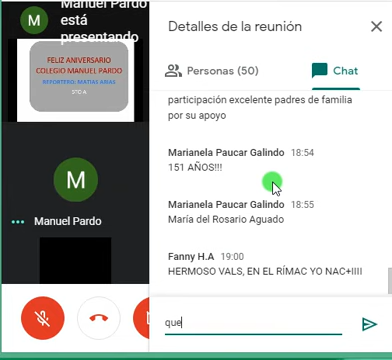 Manuel Pardo
está
presentando
M
FELIZ ANIVERSARIO
COLEGIO MANUEL PARDO
REPORTERO: MATIAS ARIAS
3°D A
M
Manuel Pardo
Detalles de la reunión
Personas (50)
Chat
participación excelente padres de familia
por su apoyo
Marianela Paucar Galindo 18:54
151 AÑOS!!!
Marianela Paucar Galindo 18:55
María del Rosario Aguado
Fanny H.A 19:00
HERMOSO VALS, EN EL RÍMAC YO NAC+IIII
que